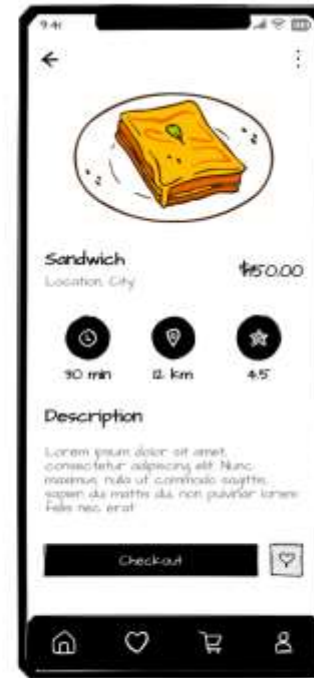 9:41
Sandwich
$150.00
Location, City
30 min
12 km
4.5
Description
Lorem ipsum dolor sit amet,
consectetur adipiscing elit. Nunc
maximus, nulla ut commodo sagittis,
sapien dui mattis dui, non pulvinar lorem
felis nec erat
Checkout